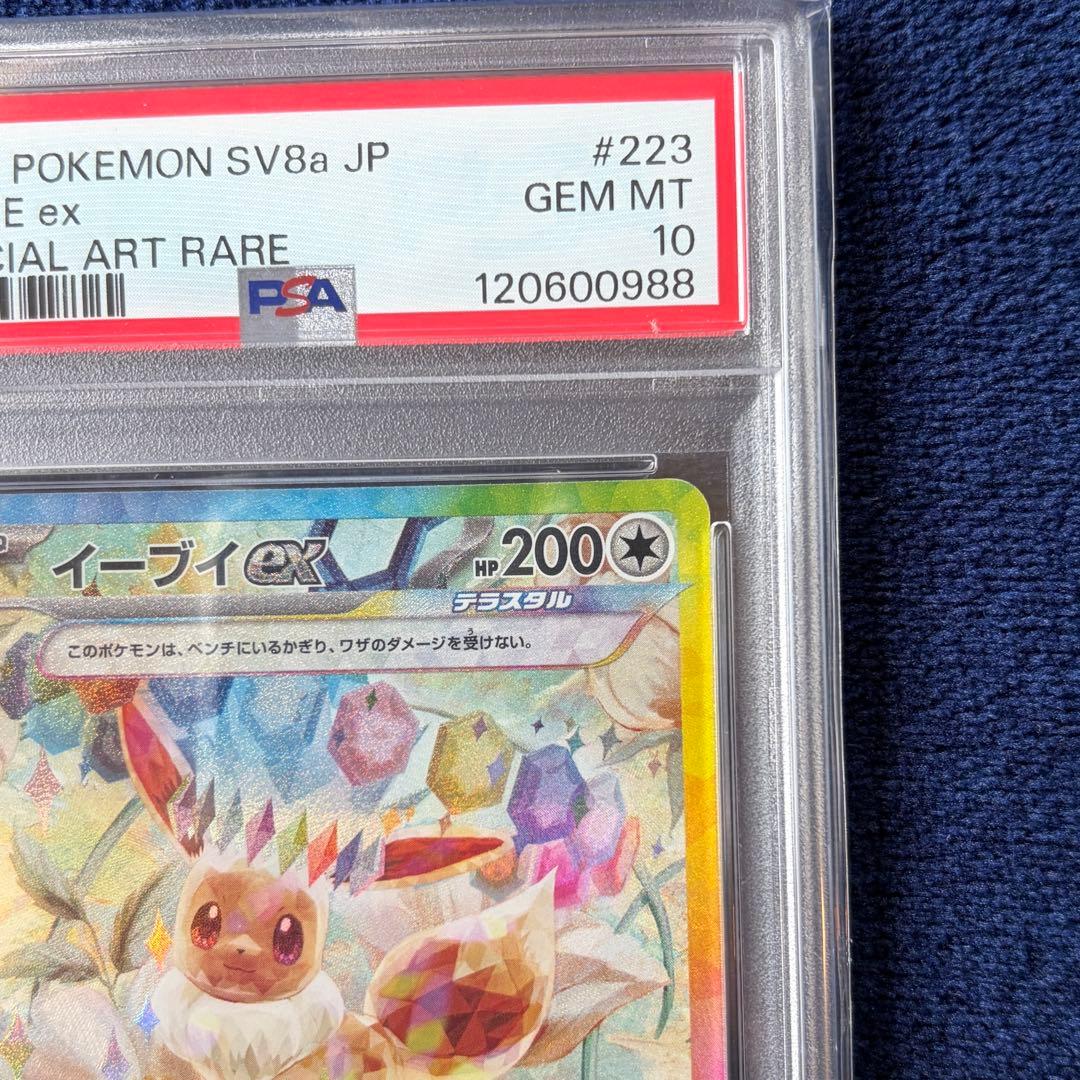 POKEMON SV8a JP #223
E ex GEM MT
CIAL ART RARE 10
PSA 120600988
イーブイex HP200
テラスタル
このポケモンは、ベンチにいるかぎり、ワザのダメージを受けない。